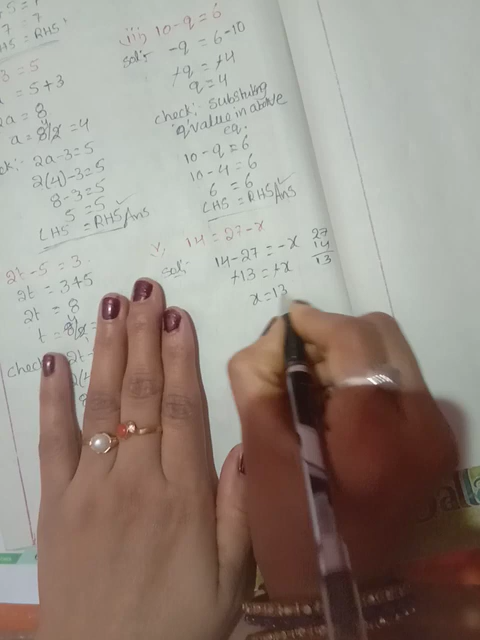 7 = 7
LHS = RHS
3 = 5
= 5+3
2a = 8
a = 8/2 = 4
2a-3=5
2(4)-3=5
8-3=5
5 = 5
LHS = RHS/Ans
2t-5 = 3
2t = 3+5
2t = 8
check:
iii) 10-q=6
sol:-
-q = 6-10
+q = +4
q = 4
check: substuting
'q' value in above
eq.
10-q=6
10-4=6
6 = 6
LHS = RHS/Ans
v. 14 = 27-x
sol:
14-27 = -x
+13 = +x
x=13
27
14
13